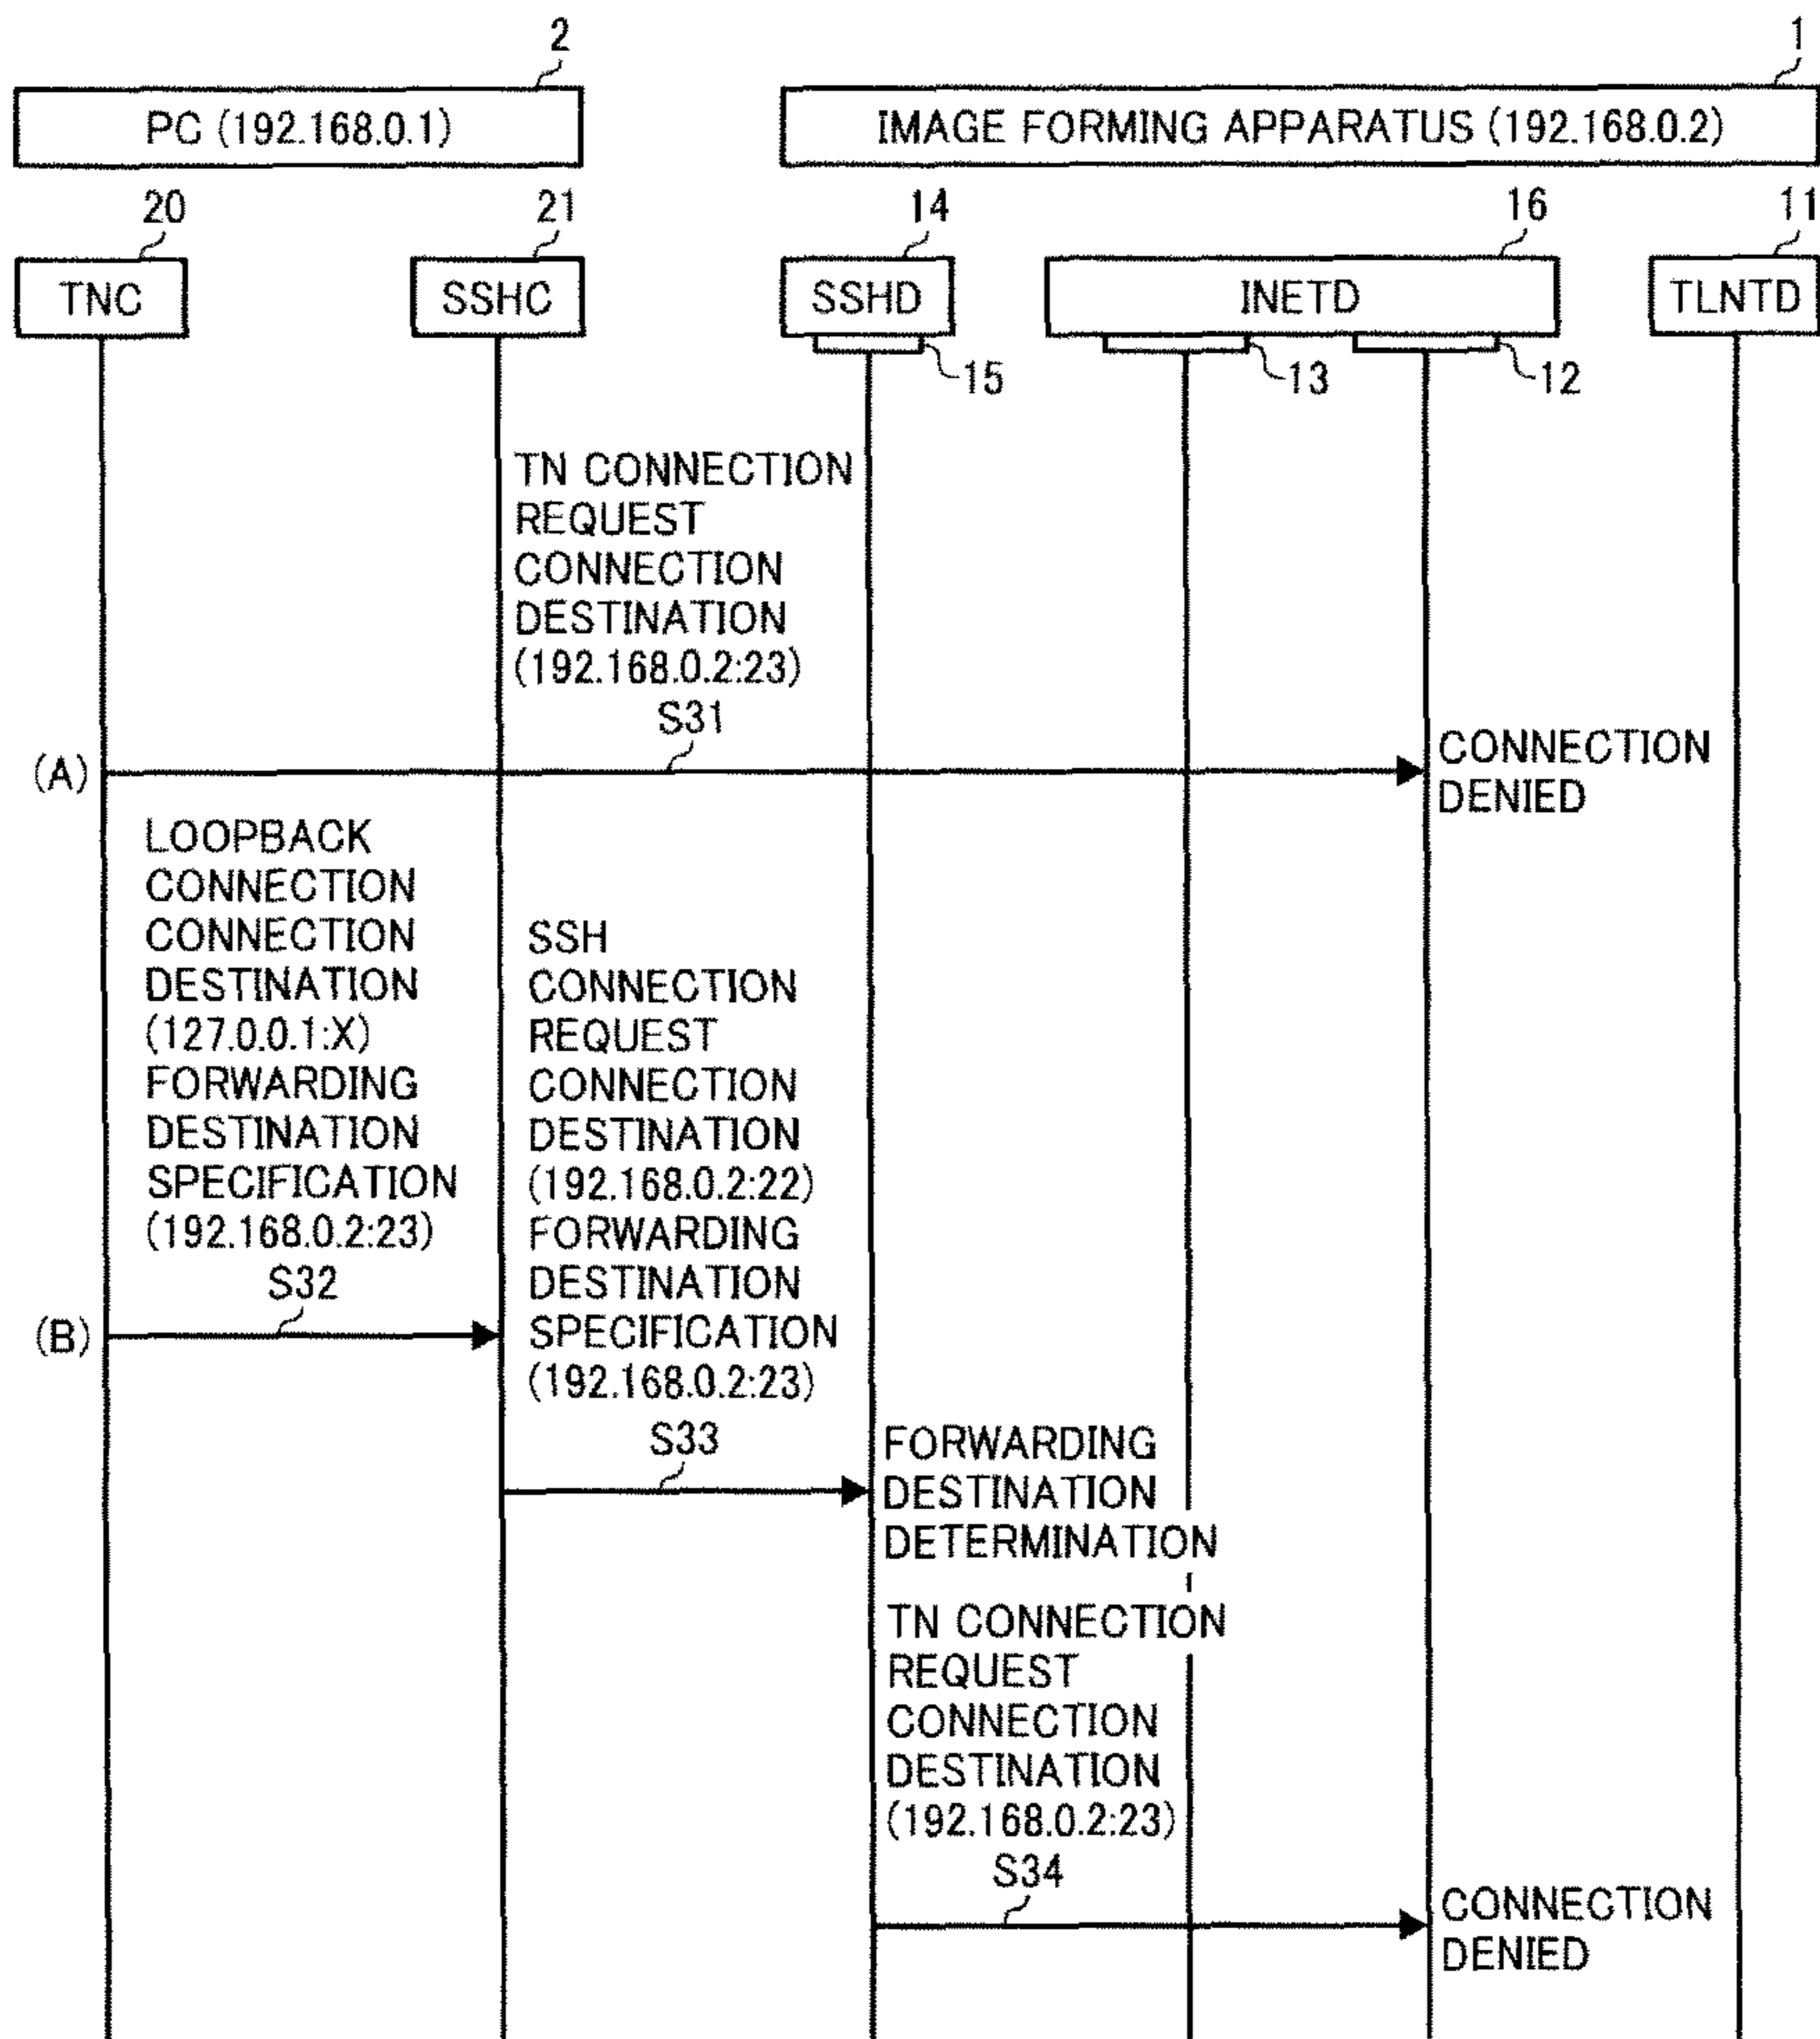 2
1
PC (192.168.0.1)
IMAGE FORMING APPARATUS (192.168.0.2)
20
21
14
16
11
TNC
SSHC
SSHD
INETD
TLNTD
15
13
12
TN CONNECTION
REQUEST
CONNECTION
DESTINATION
(192.168.0.2:23)
S31
(A)
CONNECTION
DENIED
LOOPBACK
CONNECTION
CONNECTION
DESTINATION
(127.0.0.1:X)
FORWARDING
DESTINATION
SPECIFICATION
(192.168.0.2:23)
S32
(B)
SSH
CONNECTION
REQUEST
CONNECTION
DESTINATION
(192.168.0.2:22)
FORWARDING
DESTINATION
SPECIFICATION
(192.168.0.2:23)
S33
FORWARDING
DESTINATION
DETERMINATION
TN CONNECTION
REQUEST
CONNECTION
DESTINATION
(192.168.0.2:23)
S34
CONNECTION
DENIED